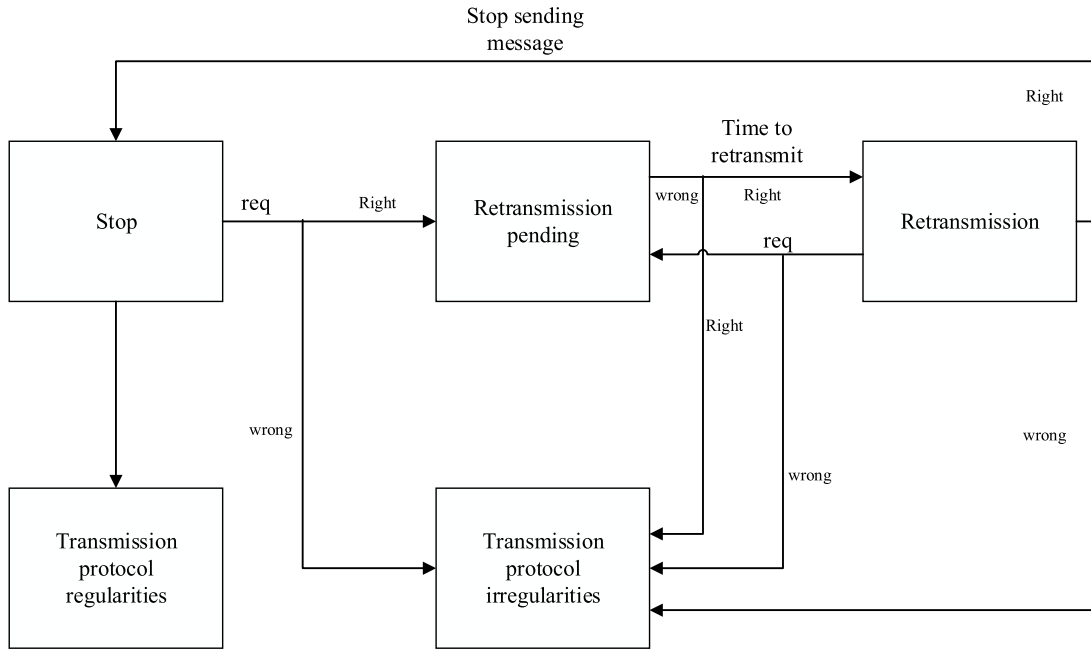 Stop sending
message
Right
Time to
retransmit
Stop
req
Right
Retransmission
pending
wrong
Right
Retransmission
req
Right
wrong
wrong
wrong
Transmission
protocol
regularities
Transmission
protocol
irregularities